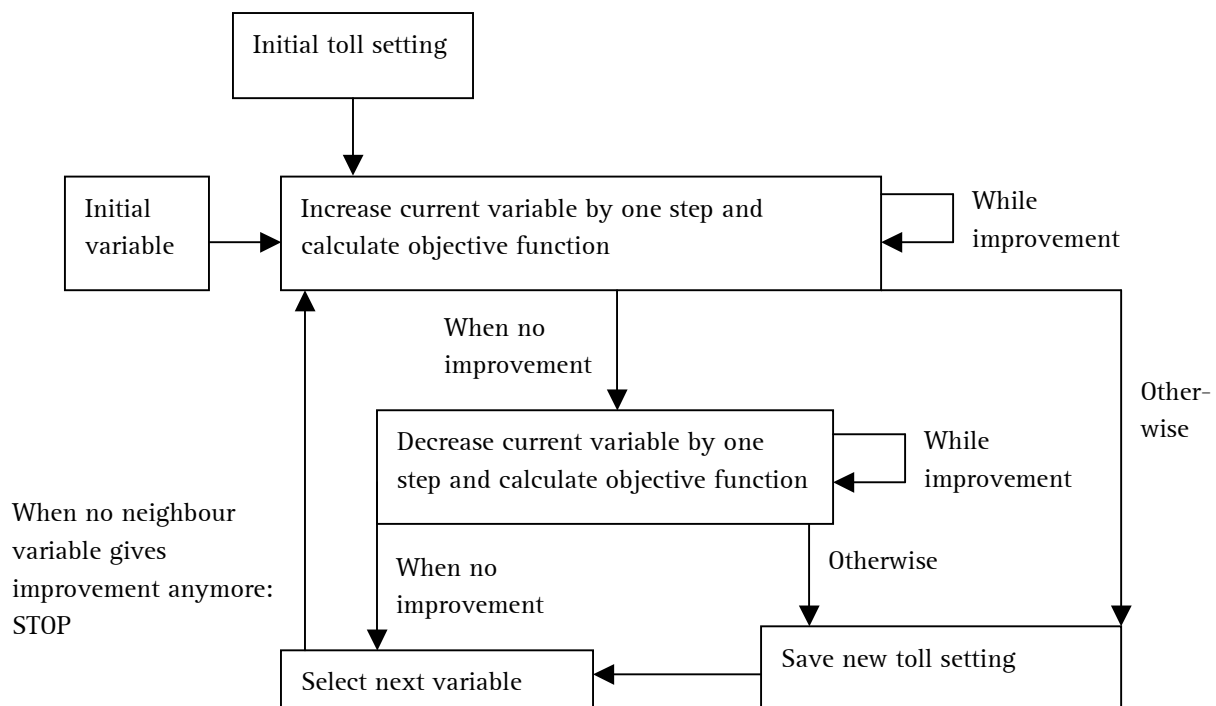 Initial toll setting
Initial
variable
Increase current variable by one step and
calculate objective function
While
improvement
When no
improvement
Other-
wise
Decrease current variable by one
step and calculate objective function
While
improvement
When no neighbour
variable gives
improvement anymore:
STOP
When no
improvement
Otherwise
Select next variable
Save new toll setting